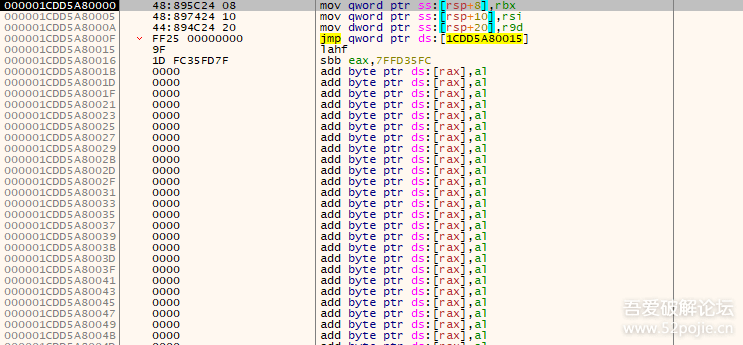 000001CDD5A80000 48:895C24 08 mov qword ptr ss:[rsp+8],rbx
000001CDD5A80005 48:897424 10 mov qword ptr ss:[rsp+10],rsi
000001CDD5A8000A 44:894C24 20 mov dword ptr ss:[rsp+20],r9d
000001CDD5A8000F FF25 00000000 jmp qword ptr ds:[1CDD5A80015]
000001CDD5A80015 9F lahf
000001CDD5A80016 1D FC35FD7F sbb eax,7FFD35FC
000001CDD5A8001B 0000 add byte ptr ds:[rax],al
000001CDD5A8001D 0000 add byte ptr ds:[rax],al
000001CDD5A8001F 0000 add byte ptr ds:[rax],al
000001CDD5A80021 0000 add byte ptr ds:[rax],al
000001CDD5A80023 0000 add byte ptr ds:[rax],al
000001CDD5A80025 0000 add byte ptr ds:[rax],al
000001CDD5A80027 0000 add byte ptr ds:[rax],al
000001CDD5A80029 0000 add byte ptr ds:[rax],al
000001CDD5A8002B 0000 add byte ptr ds:[rax],al
000001CDD5A8002D 0000 add byte ptr ds:[rax],al
000001CDD5A8002F 0000 add byte ptr ds:[rax],al
000001CDD5A80031 0000 add byte ptr ds:[rax],al
000001CDD5A80033 0000 add byte ptr ds:[rax],al
000001CDD5A80035 0000 add byte ptr ds:[rax],al
000001CDD5A80037 0000 add byte ptr ds:[rax],al
000001CDD5A80039 0000 add byte ptr ds:[rax],al
000001CDD5A8003B 0000 add byte ptr ds:[rax],al
000001CDD5A8003D 0000 add byte ptr ds:[rax],al
000001CDD5A8003F 0000 add byte ptr ds:[rax],al
000001CDD5A80041 0000 add byte ptr ds:[rax],al
000001CDD5A80043 0000 add byte ptr ds:[rax],al
000001CDD5A80045 0000 add byte ptr ds:[rax],al
000001CDD5A80047 0000 add byte ptr ds:[rax],al
000001CDD5A80049 0000 add byte ptr ds:[rax],al
000001CDD5A8004B 0000 add byte ptr ds:[rax],al
吾爱破解论坛
www.52pojie.cn